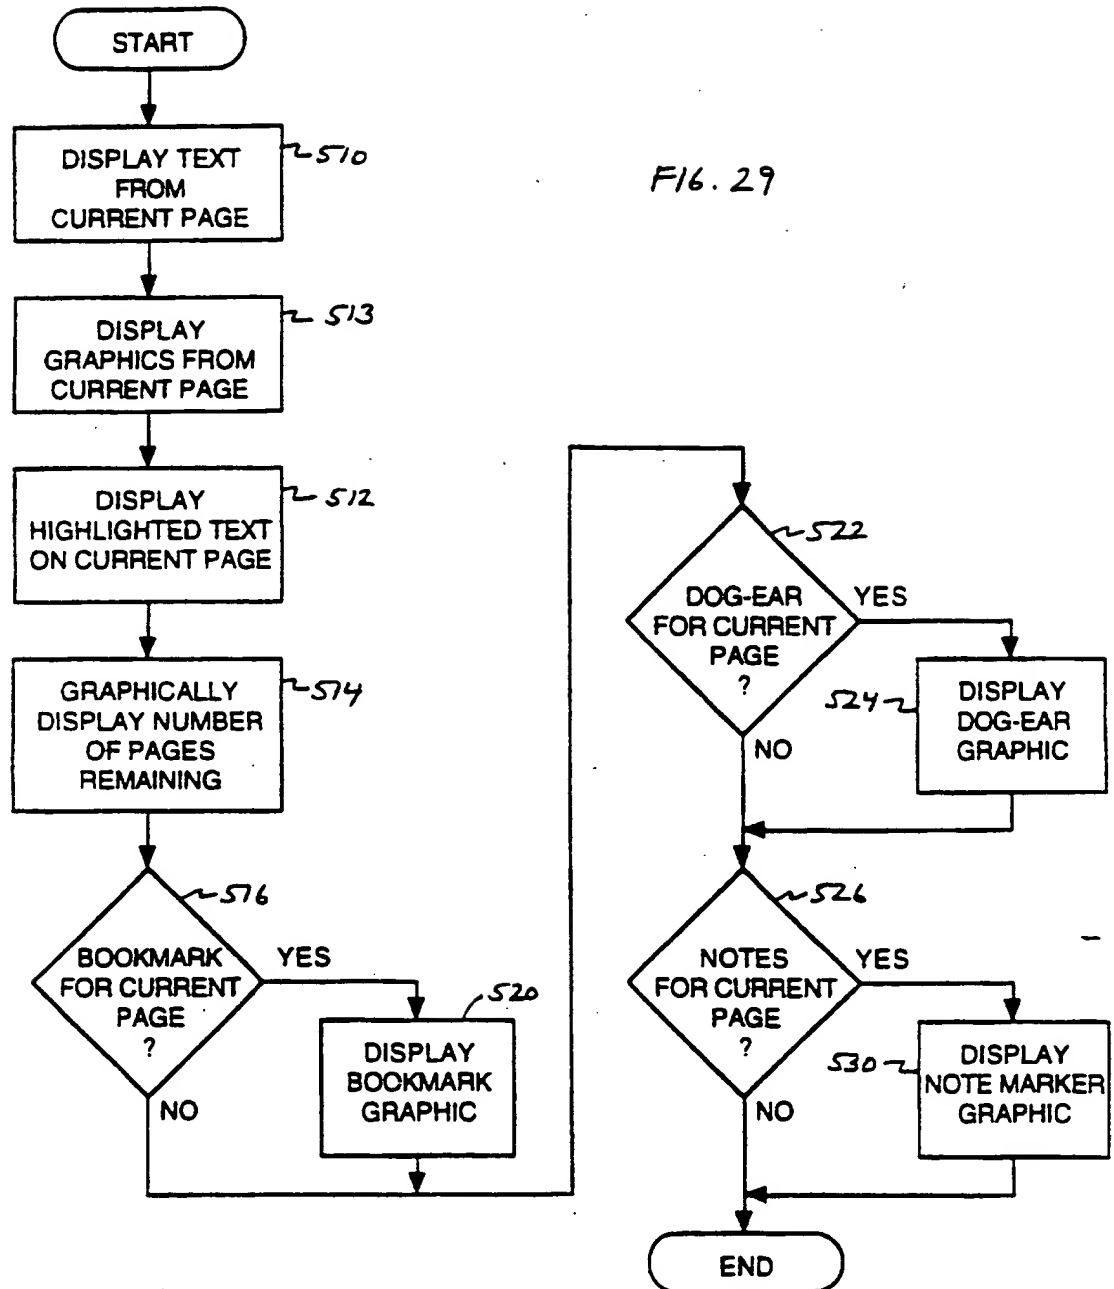 START
DISPLAY TEXT
FROM
CURRENT PAGE
510
FIG. 29
DISPLAY
GRAPHICS FROM
CURRENT PAGE
513
DISPLAY
HIGHLIGHTED TEXT
ON CURRENT PAGE
512
GRAPHICALLY
DISPLAY NUMBER
OF PAGES
REMAINING
514
BOOKMARK
FOR CURRENT
PAGE
?
516
YES
NO
DISPLAY
BOOKMARK
GRAPHIC
520
DOG-EAR
FOR CURRENT
PAGE
?
522
YES
NO
DISPLAY
DOG-EAR
GRAPHIC
524
NOTES
FOR CURRENT
PAGE
?
526
YES
NO
DISPLAY
NOTE MARKER
GRAPHIC
530
END